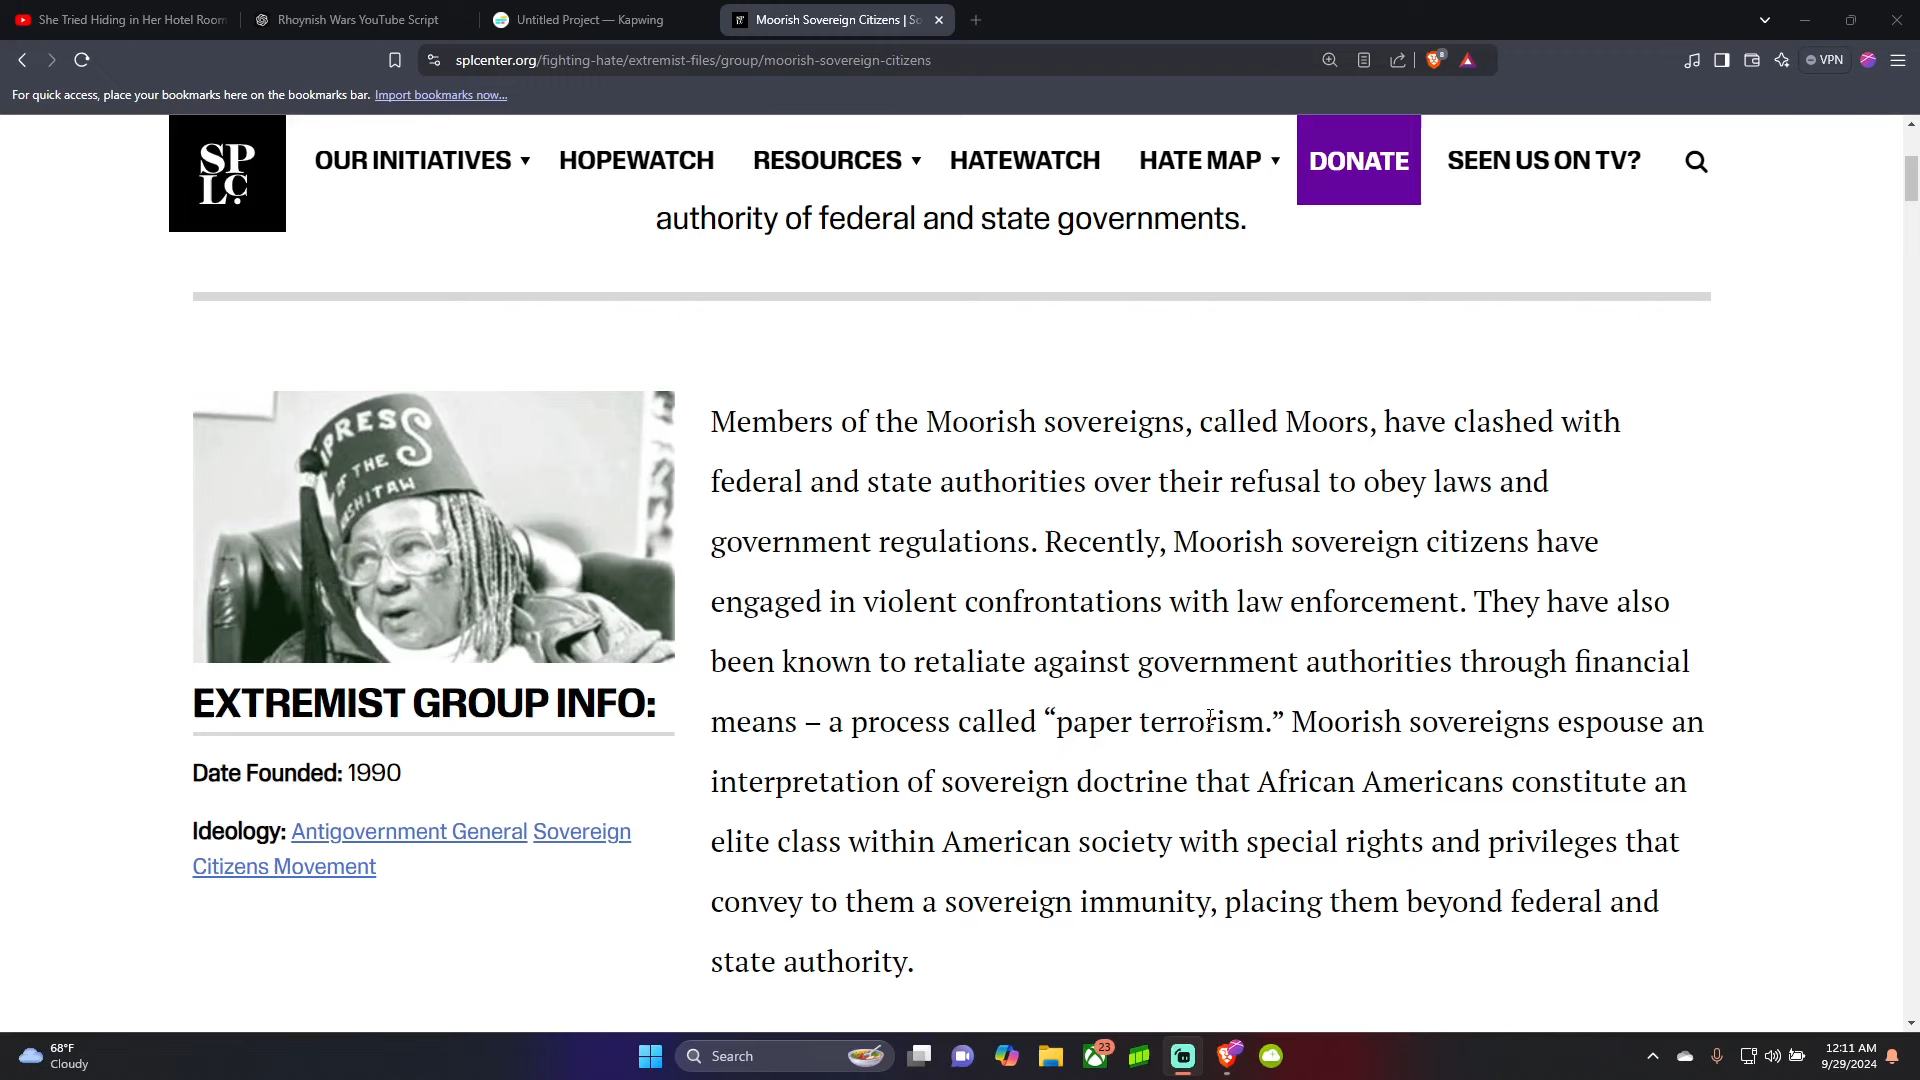 She Tried Hiding in Her Hotel Room
Rhoynish Wars YouTube Script
Untitled Project — Kapwing
Moorish Sovereign Citizens | So
splcenter.org/fighting-hate/extremist-files/group/moorish-sovereign-citizens
8
VPN
For quick access, place your bookmarks here on the bookmarks bar. Import bookmarks now...
SPLC.
OUR INITIATIVES
HOPEWATCH
RESOURCES
HATEWATCH
HATE MAP
DONATE
SEEN US ON TV?
authority of federal and state governments.
OF THE
EXTREMIST GROUP INFO:
Date Founded: 1990
Ideology: Antigovernment General Sovereign
Citizens Movement
Members of the Moorish sovereigns, called Moors, have clashed with
federal and state authorities over their refusal to obey laws and
government regulations. Recently, Moorish sovereign citizens have
engaged in violent confrontations with law enforcement. They have also
been known to retaliate against government authorities through financial
means – a process called “paper terrorism.” Moorish sovereigns espouse an
interpretation of sovereign doctrine that African Americans constitute an
elite class within American society with special rights and privileges that
convey to them a sovereign immunity, placing them beyond federal and
state authority.
68°F
Cloudy
Search
23
12:11 AM
9/29/2024